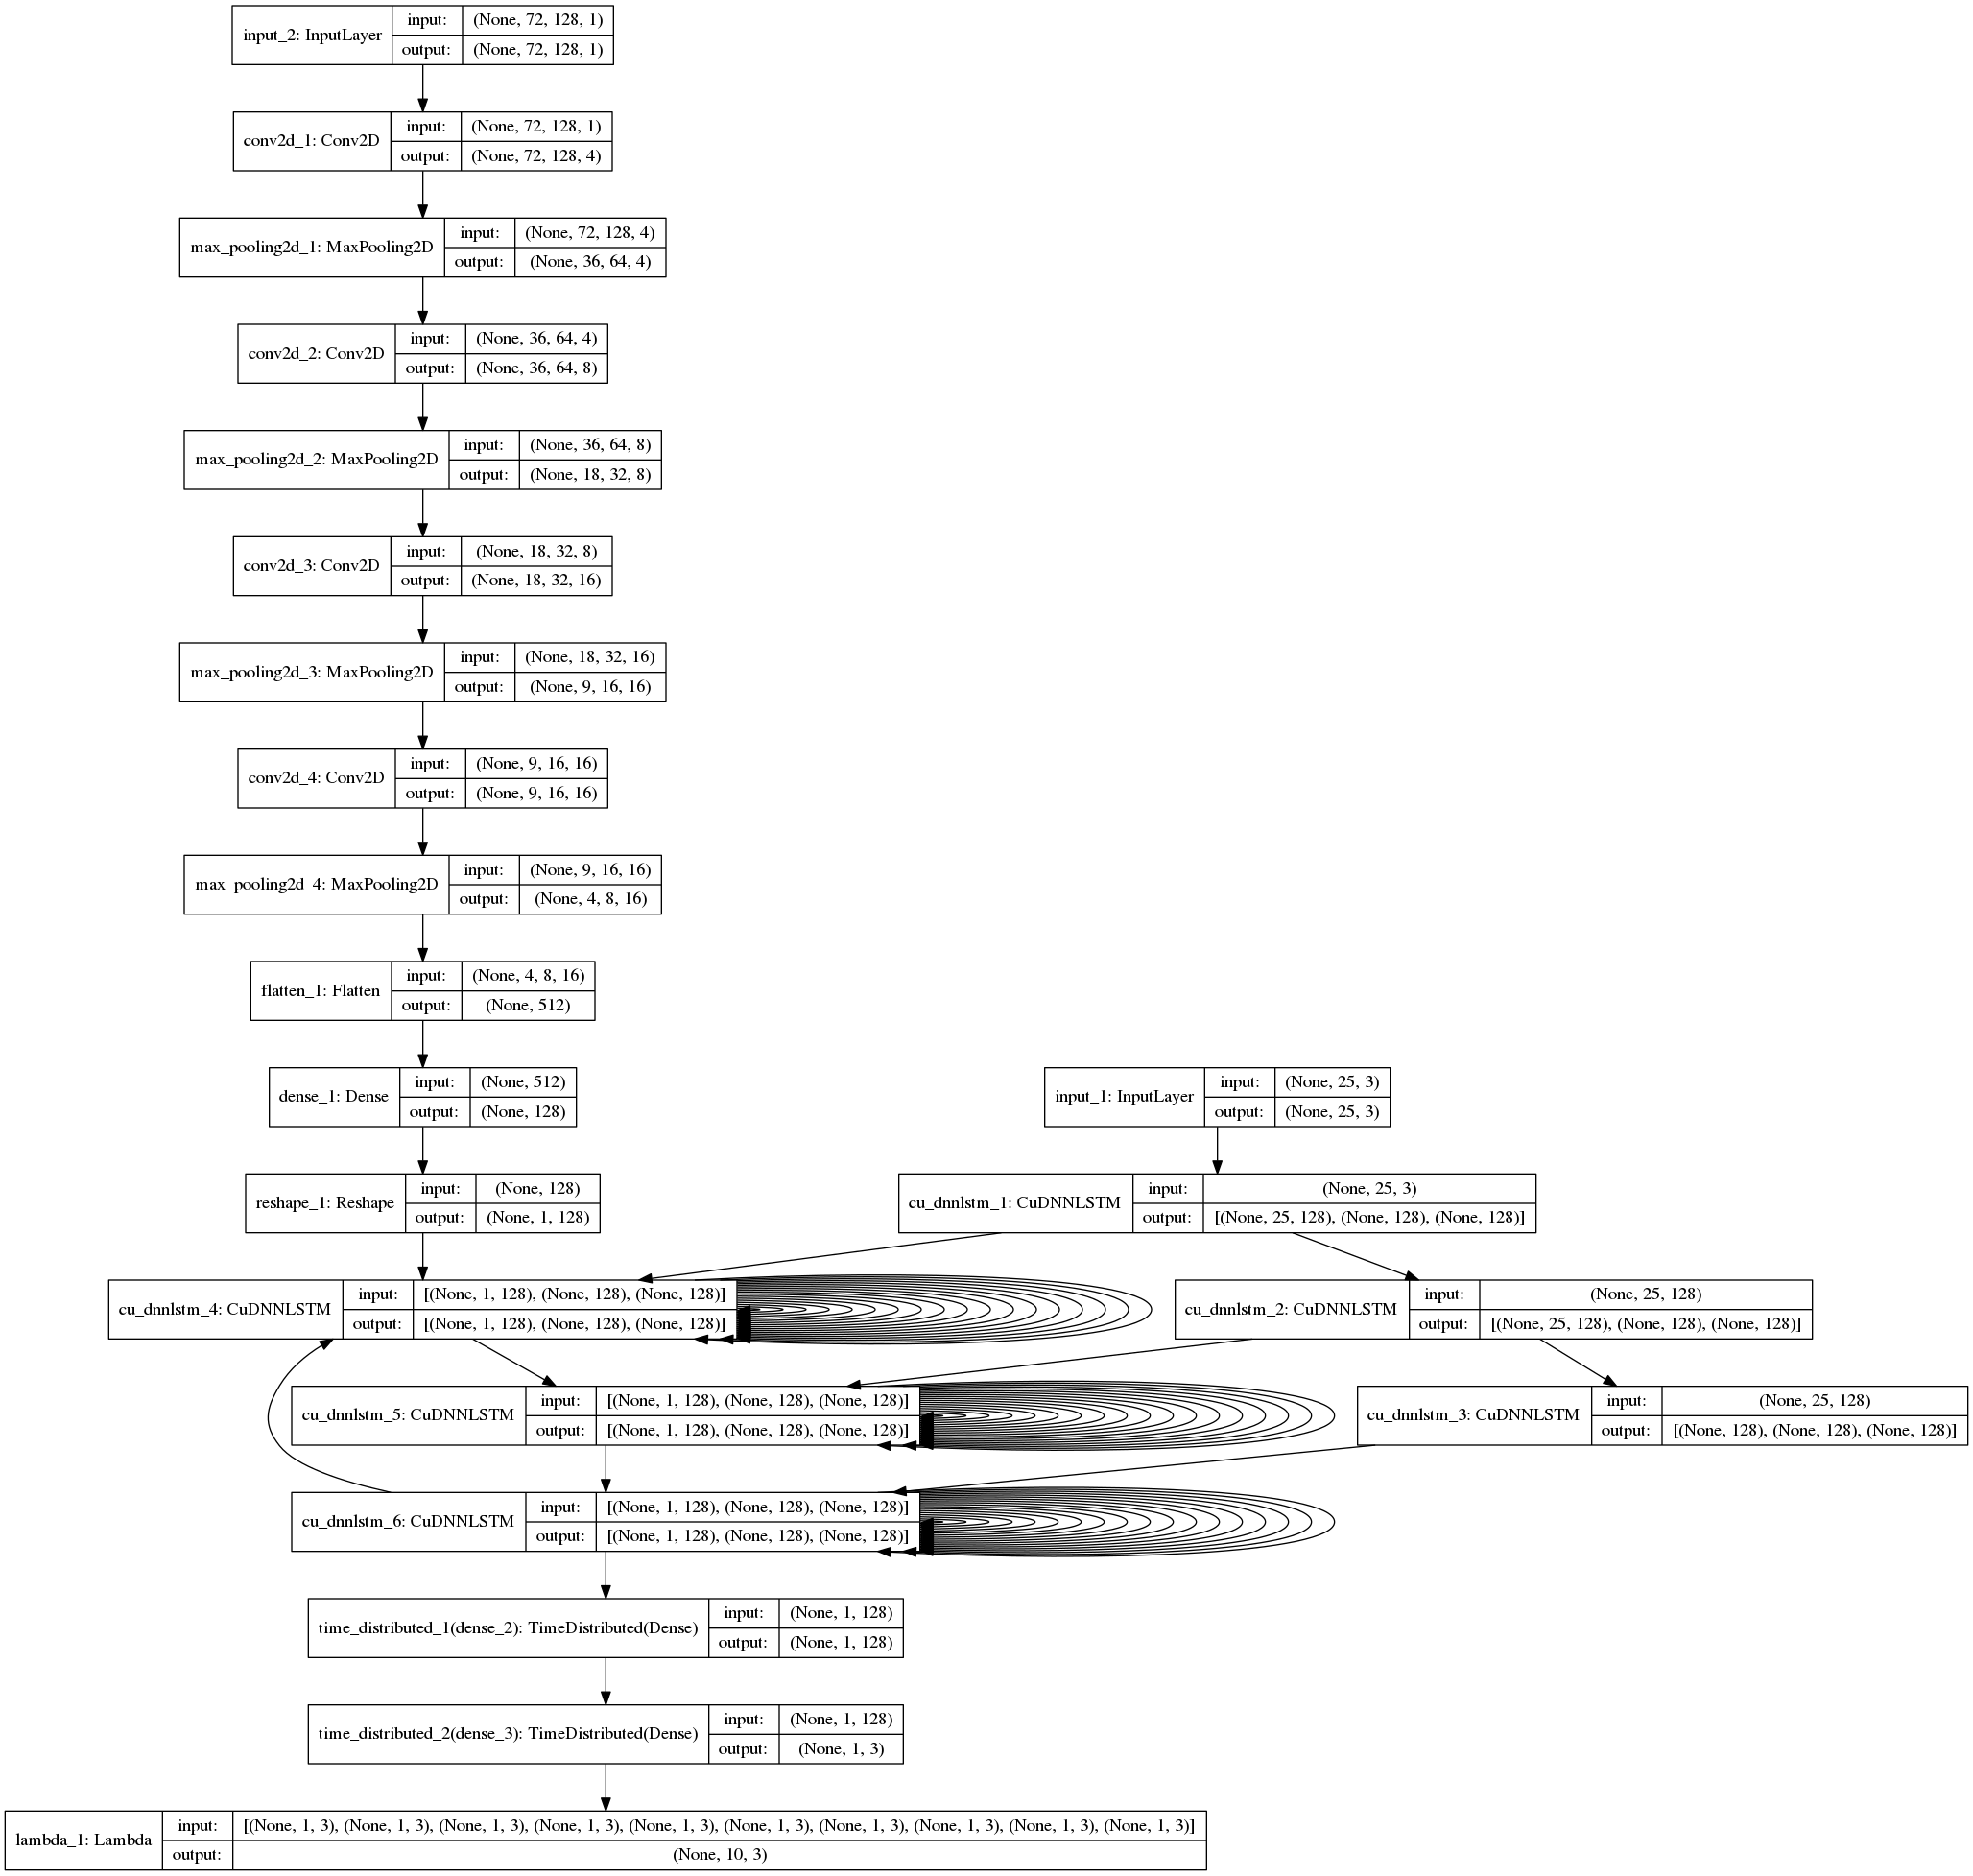 input_2: InputLayer
input: (None, 72, 128, 1)
output: (None, 72, 128, 1)
conv2d_1: Conv2D
input: (None, 72, 128, 1)
output: (None, 72, 128, 4)
max_pooling2d_1: MaxPooling2D
input: (None, 72, 128, 4)
output: (None, 36, 64, 4)
conv2d_2: Conv2D
input: (None, 36, 64, 4)
output: (None, 36, 64, 8)
max_pooling2d_2: MaxPooling2D
input: (None, 36, 64, 8)
output: (None, 18, 32, 8)
conv2d_3: Conv2D
input: (None, 18, 32, 8)
output: (None, 18, 32, 16)
max_pooling2d_3: MaxPooling2D
input: (None, 18, 32, 16)
output: (None, 9, 16, 16)
conv2d_4: Conv2D
input: (None, 9, 16, 16)
output: (None, 9, 16, 16)
max_pooling2d_4: MaxPooling2D
input: (None, 9, 16, 16)
output: (None, 4, 8, 16)
flatten_1: Flatten
input: (None, 4, 8, 16)
output: (None, 512)
dense_1: Dense
input: (None, 512)
output: (None, 128)
input_1: InputLayer
input: (None, 25, 3)
output: (None, 25, 3)
reshape_1: Reshape
input: (None, 128)
output: (None, 1, 128)
cu_dnnlstm_1: CuDNNLSTM
input: (None, 25, 3)
output: [(None, 25, 128), (None, 128), (None, 128)]
cu_dnnlstm_4: CuDNNLSTM
input: [(None, 1, 128), (None, 128), (None, 128)]
output: [(None, 1, 128), (None, 128), (None, 128)]
cu_dnnlstm_2: CuDNNLSTM
input: (None, 25, 128)
output: [(None, 25, 128), (None, 128), (None, 128)]
cu_dnnlstm_5: CuDNNLSTM
input: [(None, 1, 128), (None, 128), (None, 128)]
output: [(None, 1, 128), (None, 128), (None, 128)]
cu_dnnlstm_3: CuDNNLSTM
input: (None, 25, 128)
output: [(None, 128), (None, 128), (None, 128)]
cu_dnnlstm_6: CuDNNLSTM
input: [(None, 1, 128), (None, 128), (None, 128)]
output: [(None, 1, 128), (None, 128), (None, 128)]
time_distributed_1(dense_2): TimeDistributed(Dense)
input: (None, 1, 128)
output: (None, 1, 128)
time_distributed_2(dense_3): TimeDistributed(Dense)
input: (None, 1, 128)
output: (None, 1, 3)
lambda_1: Lambda
input: [(None, 1, 3), (None, 1, 3), (None, 1, 3), (None, 1, 3), (None, 1, 3), (None, 1, 3), (None, 1, 3), (None, 1, 3), (None, 1, 3), (None, 1, 3)]
output: (None, 10, 3)